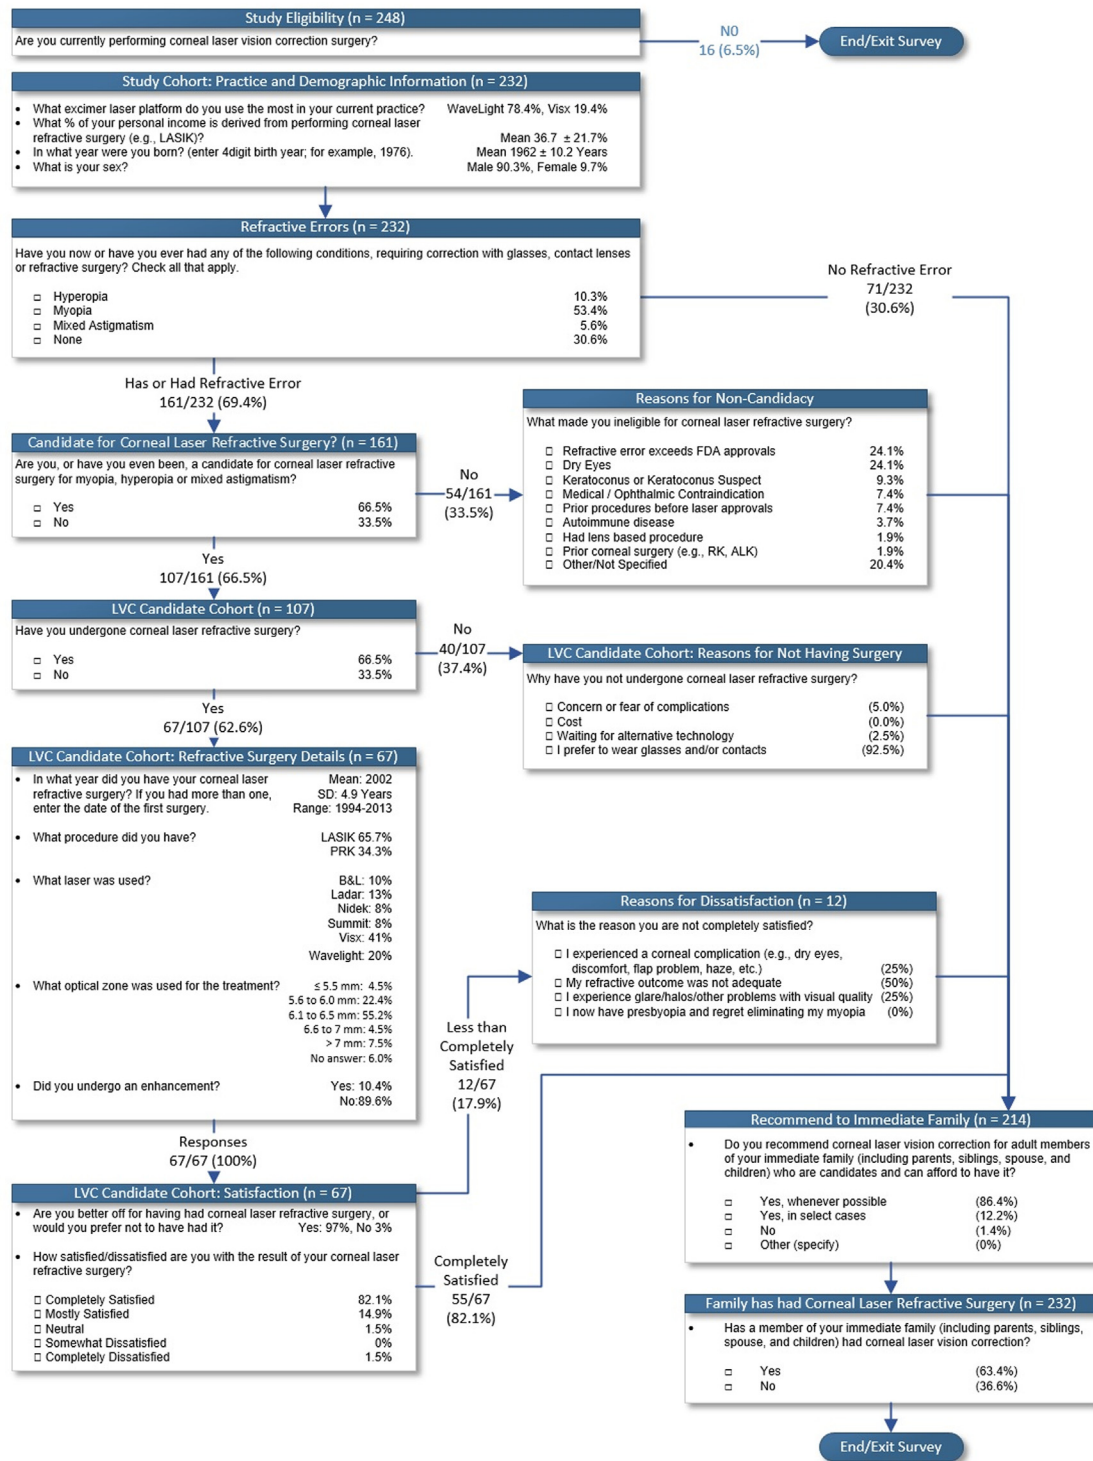 Study Eligibility (n = 248)
Are you currently performing corneal laser vision correction surgery?
NO
16 (6.5%)
End/Exit Survey
Study Cohort: Practice and Demographic Information (n = 232)
• What excimer laser platform do you use the most in your current practice? WaveLight 78.4%, Visx 19.4%
• What % of your personal income is derived from performing corneal laser
refractive surgery (e.g., LASIK)? Mean 36.7 ± 21.7%
• In what year were you born? (enter 4digit birth year; for example, 1976). Mean 1962 ± 10.2 Years
• What is your sex? Male 90.3%, Female 9.7%
Refractive Errors (n = 232)
Have you now or have you ever had any of the following conditions, requiring correction with glasses, contact lenses
or refractive surgery? Check all that apply.
□ Hyperopia 10.3%
□ Myopia 53.4%
□ Mixed Astigmatism 5.6%
□ None 30.6%
No Refractive Error
71/232
(30.6%)
Has or Had Refractive Error
161/232 (69.4%)
Candidate for Corneal Laser Refractive Surgery? (n = 161)
Are you, or have you even been, a candidate for corneal laser refractive
surgery for myopia, hyperopia or mixed astigmatism?
□ Yes 66.5%
□ No 33.5%
No
54/161
(33.5%)
Reasons for Non-Candidacy
What made you ineligible for corneal laser refractive surgery?
□ Refractive error exceeds FDA approvals 24.1%
□ Dry Eyes 24.1%
□ Keratoconus or Keratoconus Suspect 9.3%
□ Medical / Ophthalmic Contraindication 7.4%
□ Prior procedures before laser approvals 7.4%
□ Autoimmune disease 3.7%
□ Had lens based procedure 1.9%
□ Prior corneal surgery (e.g., RK, ALK) 1.9%
□ Other/Not Specified 20.4%
Yes
107/161 (66.5%)
LVC Candidate Cohort (n = 107)
Have you undergone corneal laser refractive surgery?
□ Yes 66.5%
□ No 33.5%
No
40/107
(37.4%)
LVC Candidate Cohort: Reasons for Not Having Surgery
Why have you not undergone corneal laser refractive surgery?
□ Concern or fear of complications (5.0%)
□ Cost (0.0%)
□ Waiting for alternative technology (2.5%)
□ I prefer to wear glasses and/or contacts (92.5%)
Yes
67/107 (62.6%)
LVC Candidate Cohort: Refractive Surgery Details (n = 67)
• In what year did you have your corneal laser Mean: 2002
refractive surgery? If you had more than one, SD: 4.9 Years
enter the date of the first surgery. Range: 1994-2013
• What procedure did you have? LASIK 65.7%
PRK 34.3%
• What laser was used? B&L: 10%
Ladar: 13%
Nidek: 8%
Summit: 8%
Visx: 41%
Wavelight: 20%
• What optical zone was used for the treatment? ≤ 5.5 mm: 4.5%
5.6 to 6.0 mm: 22.4%
6.1 to 6.5 mm: 55.2%
6.6 to 7 mm: 4.5%
> 7 mm: 7.5%
No answer: 6.0%
• Did you undergo an enhancement? Yes: 10.4%
No:89.6%
Responses
67/67 (100%)
LVC Candidate Cohort: Satisfaction (n = 67)
• Are you better off for having had corneal laser refractive surgery, or
would you prefer not to have had it? Yes: 97%, No 3%
• How satisfied/dissatisfied are you with the result of your corneal laser
refractive surgery?
□ Completely Satisfied 82.1%
□ Mostly Satisfied 14.9%
□ Neutral 1.5%
□ Somewhat Dissatisfied 0%
□ Completely Dissatisfied 1.5%
Less than
Completely
Satisfied
12/67
(17.9%)
Reasons for Dissatisfaction (n = 12)
What is the reason you are not completely satisfied?
□ I experienced a corneal complication (e.g., dry eyes,
discomfort, flap problem, haze, etc.) (25%)
□ My refractive outcome was not adequate (50%)
□ I experience glare/halos/other problems with visual quality (25%)
□ I now have presbyopia and regret eliminating my myopia (0%)
Completely
Satisfied
55/67
(82.1%)
Recommend to Immediate Family (n = 214)
• Do you recommend corneal laser vision correction for adult members
of your immediate family (including parents, siblings, spouse, and
children) who are candidates and can afford to have it?
□ Yes, whenever possible (86.4%)
□ Yes, in select cases (12.2%)
□ No (1.4%)
□ Other (specify) (0%)
Family has had Corneal Laser Refractive Surgery (n = 232)
• Has a member of your immediate family (including parents, siblings,
spouse, and children) had corneal laser vision correction?
□ Yes (63.4%)
□ No (36.6%)
End/Exit Survey